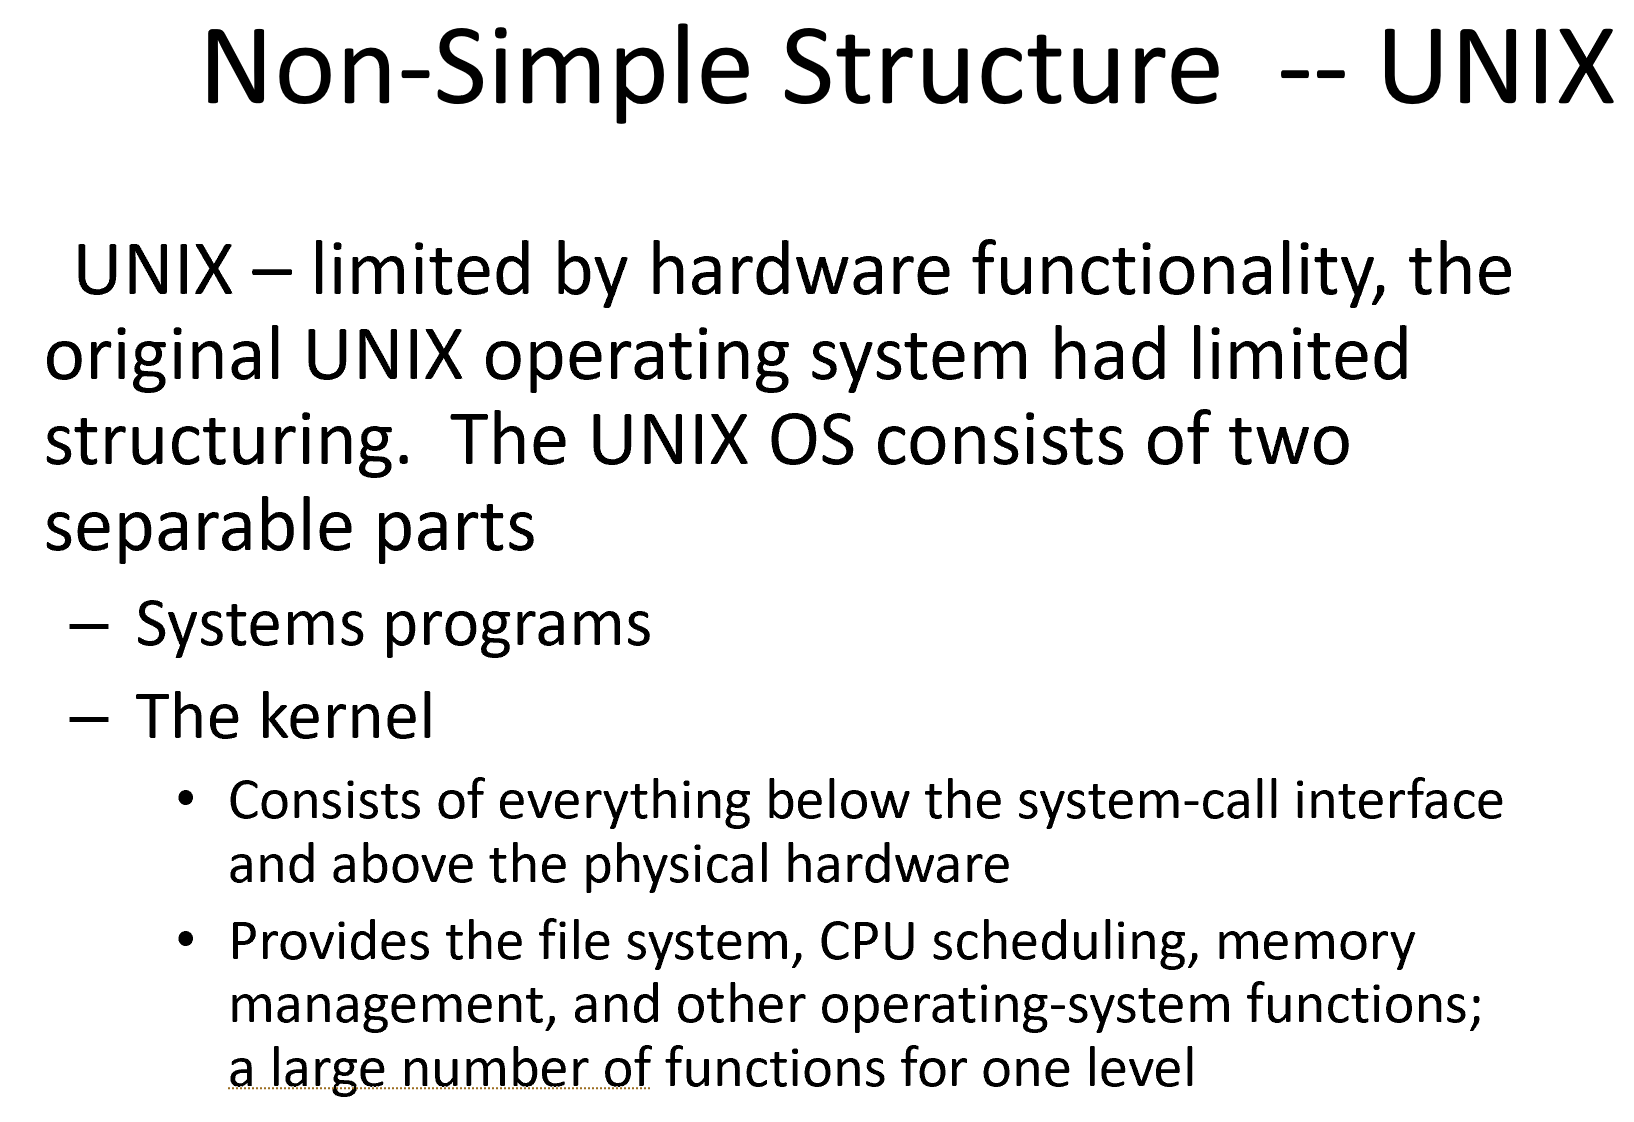 Non-Simple Structure  -- UNIX
UNIX – limited by hardware functionality, the
original UNIX operating system had limited
structuring.  The UNIX OS consists of two
separable parts
– Systems programs
– The kernel
• Consists of everything below the system-call interface
and above the physical hardware
• Provides the file system, CPU scheduling, memory
management, and other operating-system functions;
a large number of functions for one level